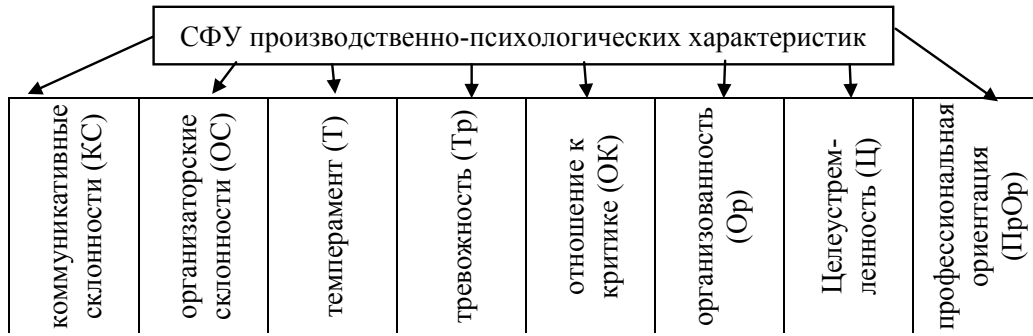 СФУ производственно-психологических характеристик
коммуникативные
склонности (КС)
организаторские
склонности (ОС)
темперамент (Т)
тревожность (Тр)
отношение к
критике (ОК)
организованность
(Ор)
Целеустрем-
ленность (Ц)
профессиональная
ориентация
(ПрОр)